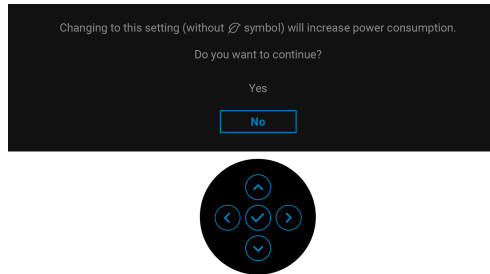 Changing to this setting (without symbol) will increase power consumption.
Do you want to continue?
Yes
No